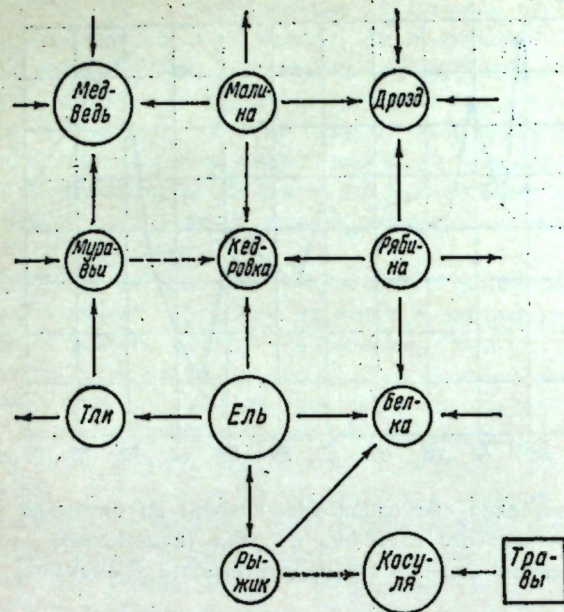 Мед-
ведь
Мали-
на
Дрозд
Мура-
вьи
Кед-
ровка
Ряби-
на
Тли
Ель
Бел-
ка
Ры-
жик
Косу-
ля
Тра-
вы